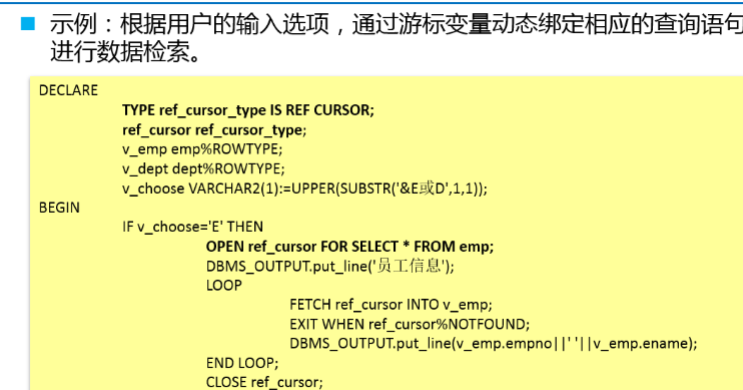 示例：根据用户的输入选项，通过游标变量动态绑定相应的查询语句
进行数据检索。
DECLARE
TYPE ref_cursor_type IS REF CURSOR;
ref_cursor ref_cursor_type;
v_emp emp%ROWTYPE;
v_dept dept%ROWTYPE;
v_choose VARCHAR2(1):=UPPER(SUBSTR('&E或D',1,1));
BEGIN
IF v_choose='E' THEN
OPEN ref_cursor FOR SELECT * FROM emp;
DBMS_OUTPUT.put_line('员工信息');
LOOP
FETCH ref_cursor INTO v_emp;
EXIT WHEN ref_cursor%NOTFOUND;
DBMS_OUTPUT.put_line(v_emp.empno||' '||v_emp.ename);
END LOOP;
CLOSE ref_cursor;